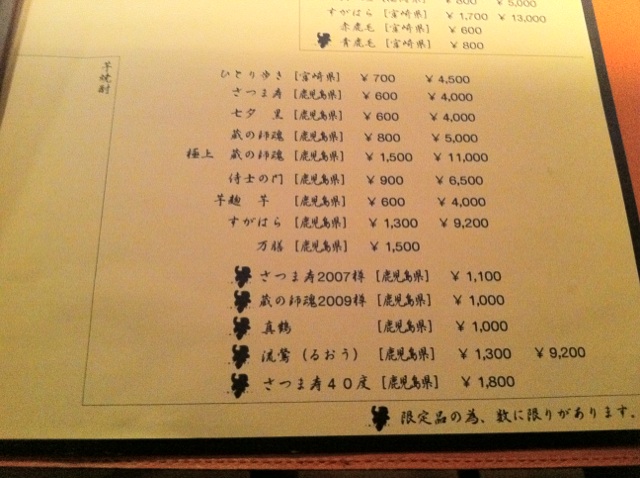 ¥ 800 ¥ 5,000
すがはら [宮崎県] ¥ 1,700 ¥ 13,000
赤鹿毛 [宮崎県] ¥ 600
青鹿毛 [宮崎県] ¥ 800
芋焼酎
ひとり歩き [宮崎県] ¥ 700 ¥ 4,500
さつま寿 [鹿児島県] ¥ 600 ¥ 4,000
七夕 黒 [鹿児島県] ¥ 600 ¥ 4,000
蔵の師魂 [鹿児島県] ¥ 800 ¥ 5,000
極上 蔵の師魂 [鹿児島県] ¥ 1,500 ¥ 11,000
侍士の門 [鹿児島県] ¥ 900 ¥ 6,500
芋麹 芋 [鹿児島県] ¥ 600 ¥ 4,000
すがはら [鹿児島県] ¥ 1,300 ¥ 9,200
万膳 [鹿児島県] ¥ 1,500
さつま寿2007樽 [鹿児島県] ¥ 1,100
蔵の師魂2009樽 [鹿児島県] ¥ 1,000
真鶴 [鹿児島県] ¥ 1,000
流鶯（るおう） [鹿児島県] ¥ 1,300 ¥ 9,200
さつま寿４０度 [鹿児島県] ¥ 1,800
限定品の為、数に限りがあります。